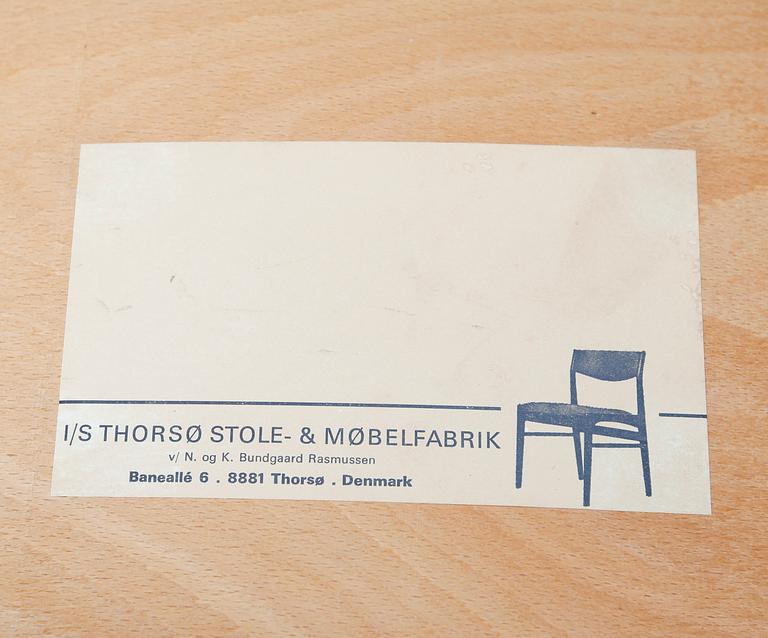 I/S THORSØ STOLE- & MØBELFABRIK
v/ N. og K. Bundgaard Rasmussen
Baneallé 6 . 8881 Thorsø . Denmark